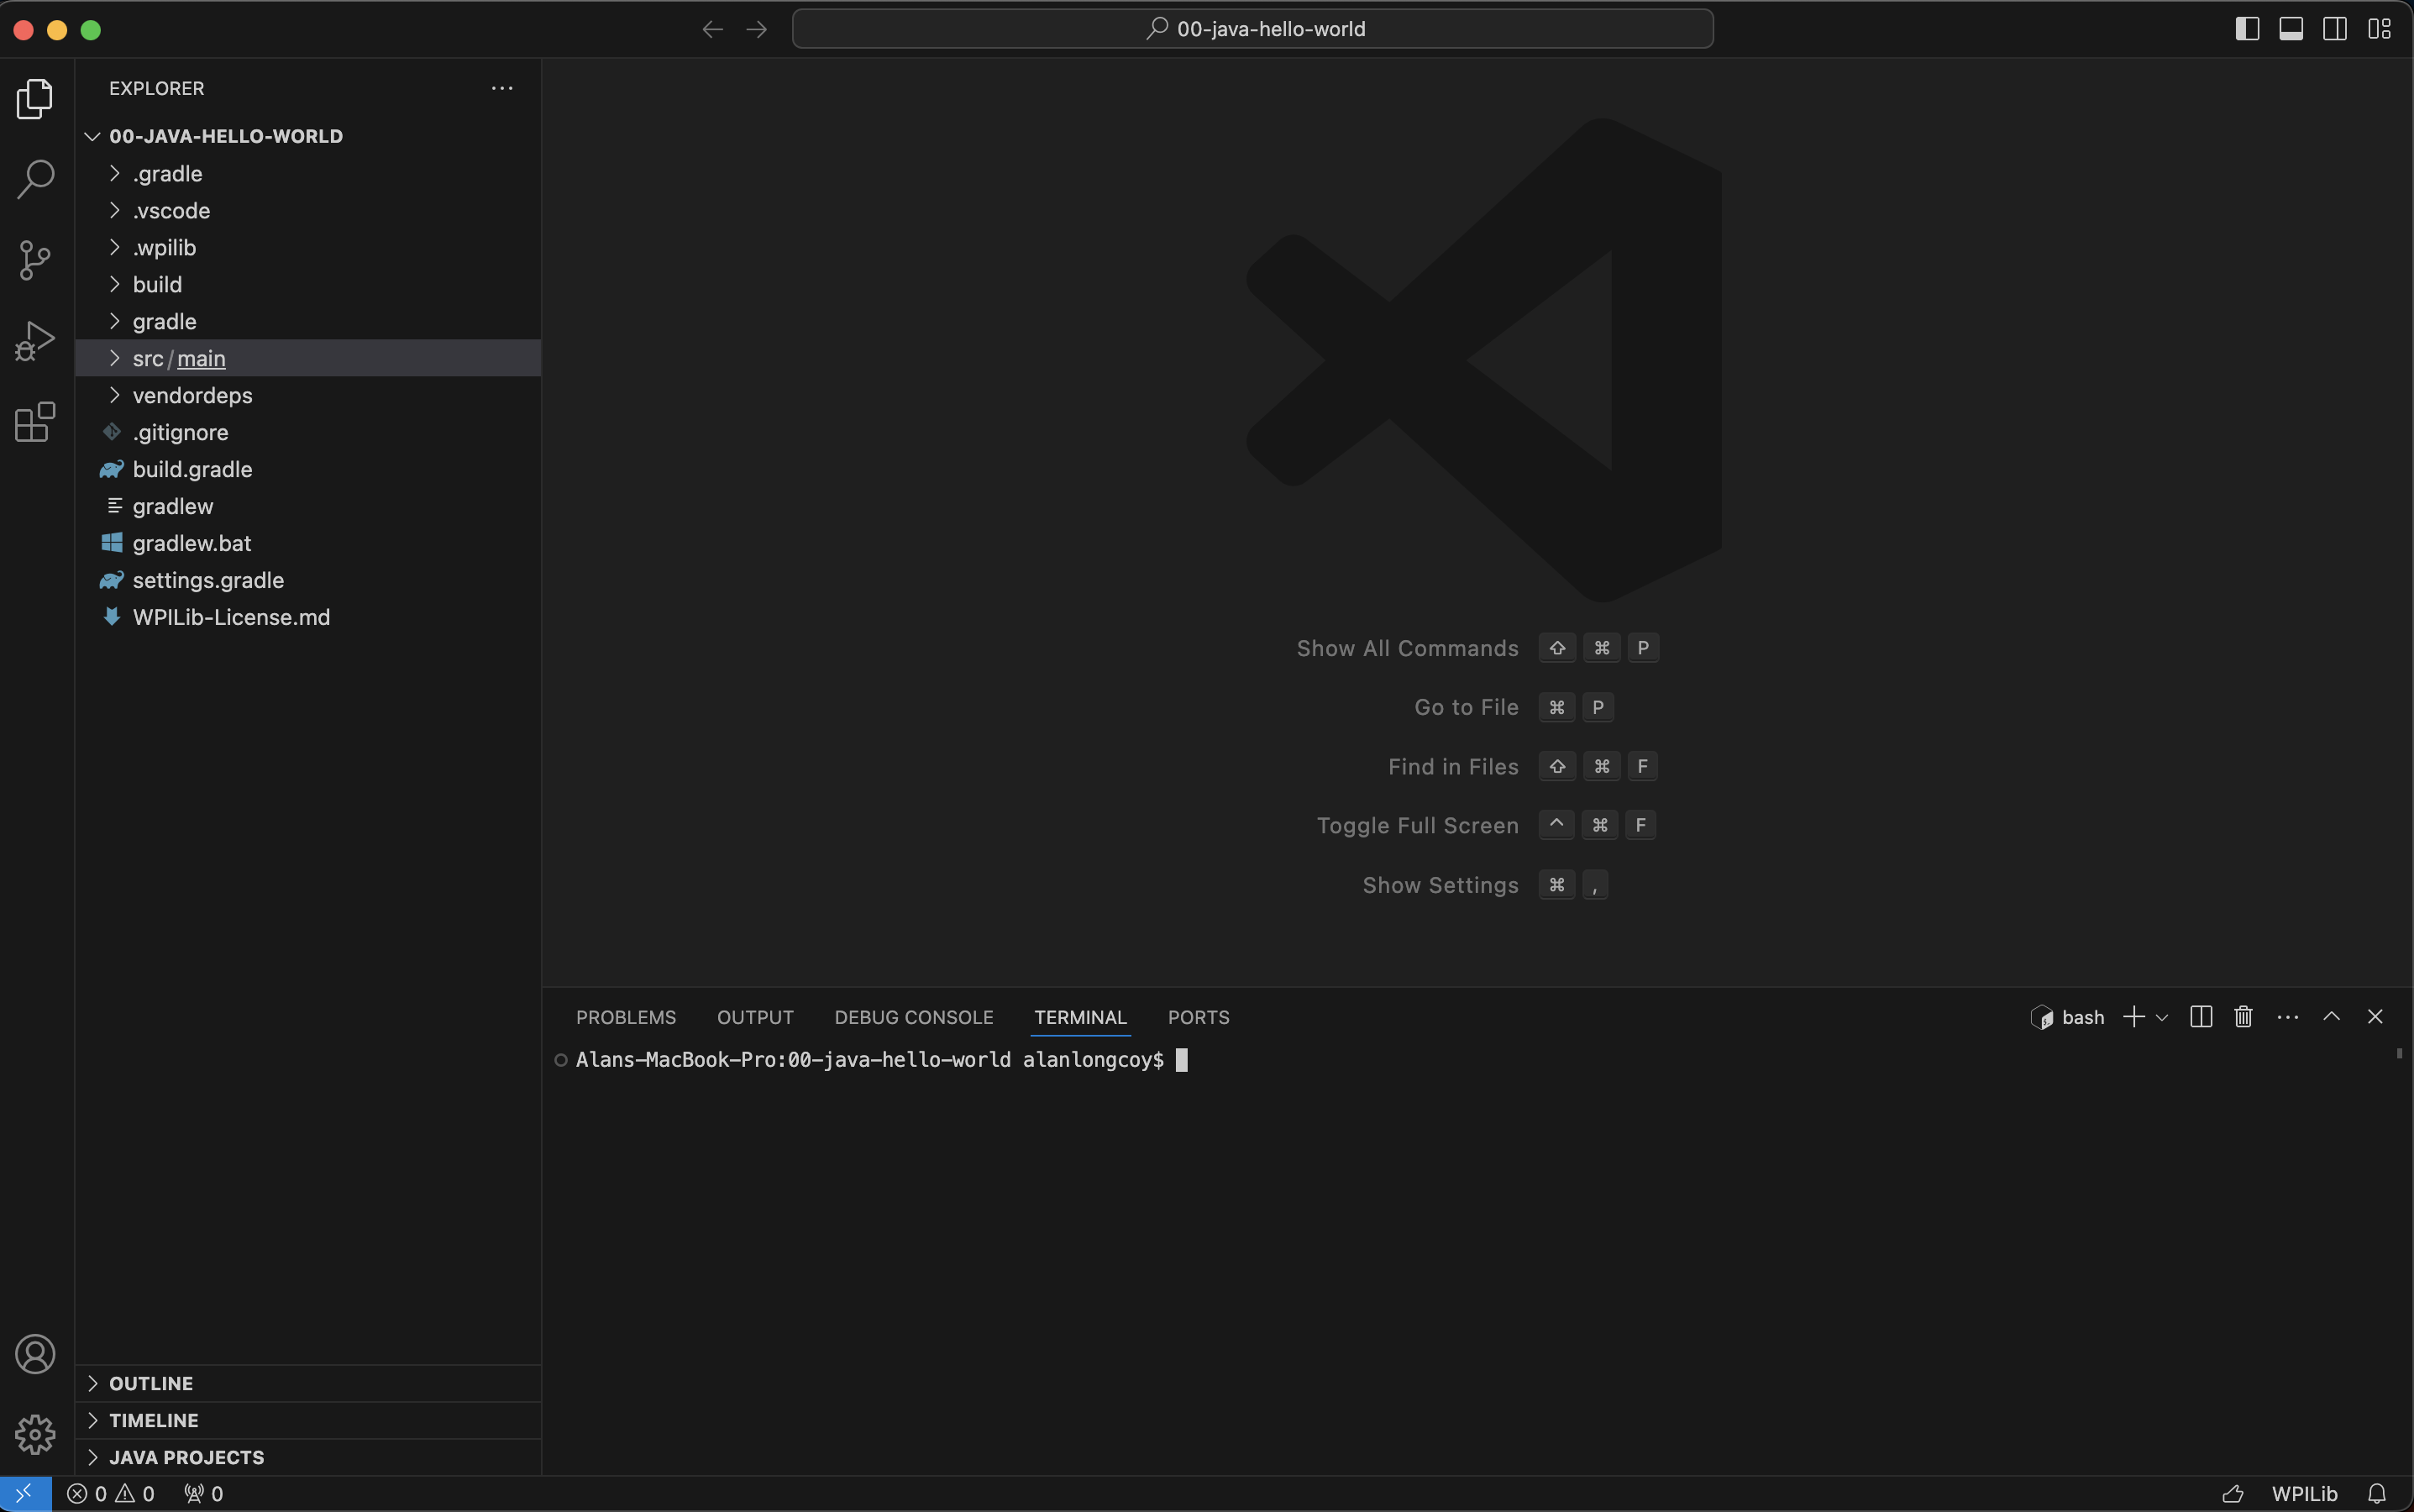 00-java-hello-world
EXPLORER
00-JAVA-HELLO-WORLD
.gradle
.vscode
.wpilib
build
gradle
src/main
vendordeps
.gitignore
build.gradle
gradlew
gradlew.bat
settings.gradle
WPILib-License.md
OUTLINE
TIMELINE
JAVA PROJECTS
Show All Commands ⇧ ⌘ P
Go to File ⌘ P
Find in Files ⇧ ⌘ F
Toggle Full Screen ^ ⌘ F
Show Settings ⌘ ,
PROBLEMS OUTPUT DEBUG CONSOLE TERMINAL PORTS bash
Alans-MacBook-Pro:00-java-hello-world alanlongcoy$
0 0 0 WPILib